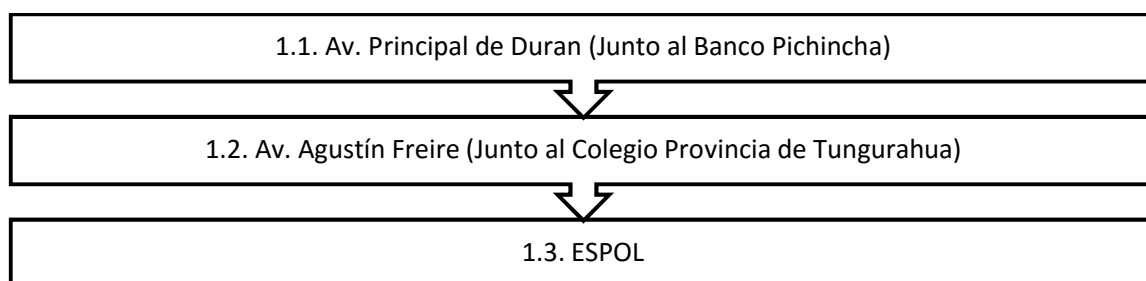 1.1. Av. Principal de Duran (Junto al Banco Pichincha)
1.2. Av. Agustín Freire (Junto al Colegio Provincia de Tungurahua)
1.3. ESPOL